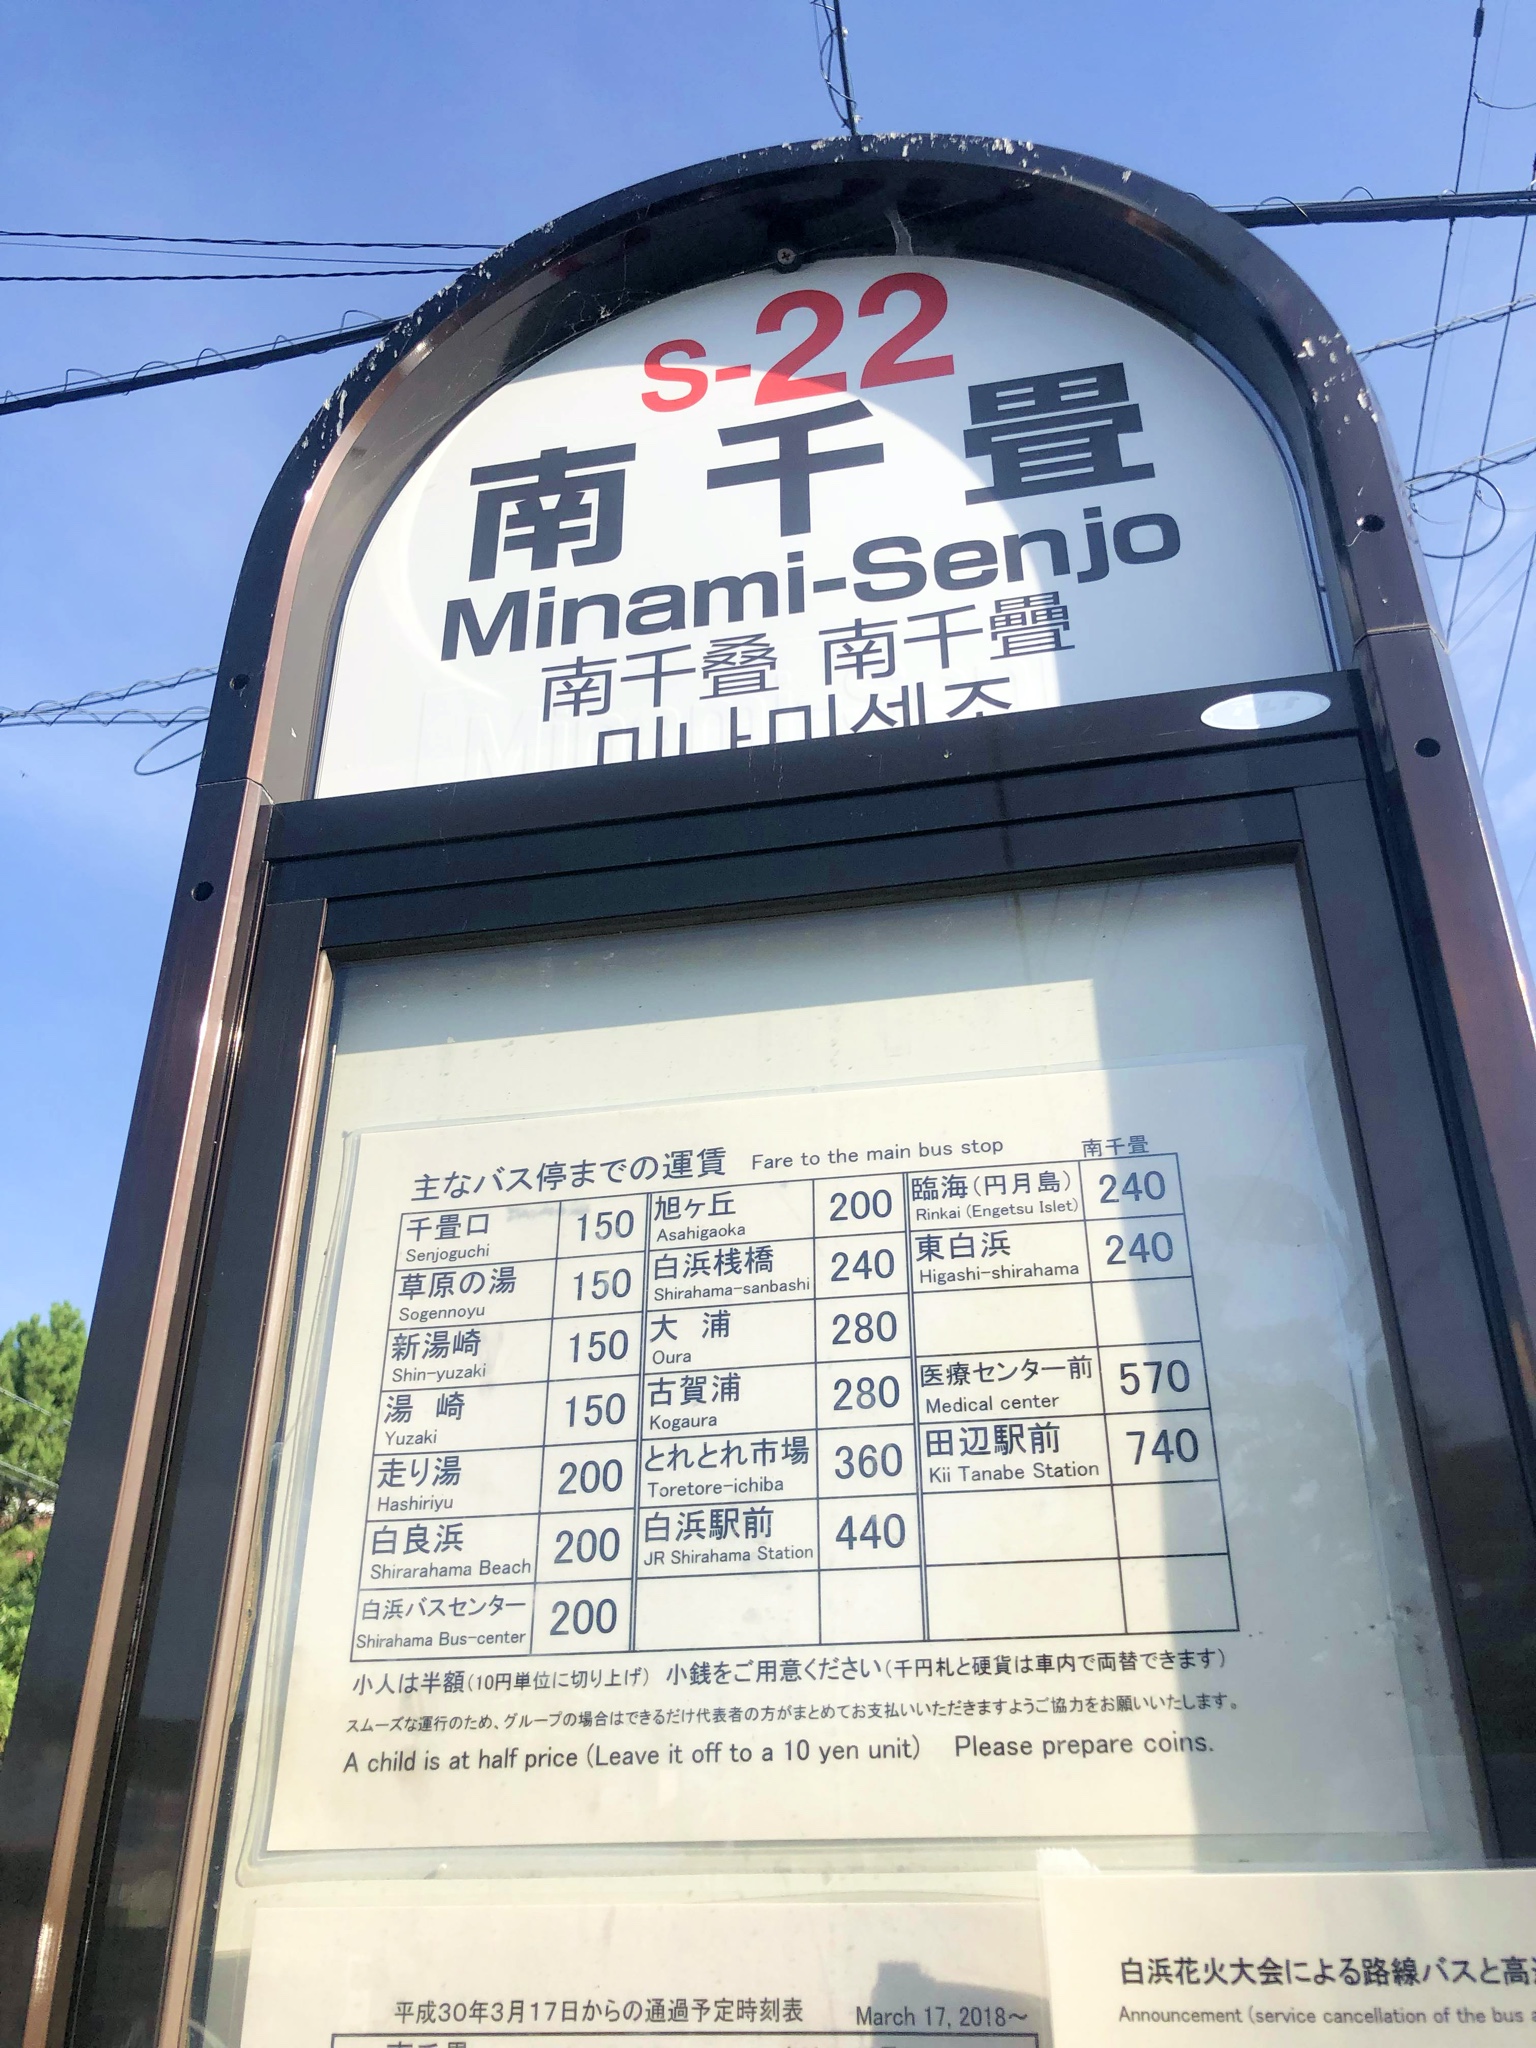 S-22
南千畳
Minami-Senjo
南千叠 南千疊
미나미센조
主なバス停までの運賃 Fare to the main bus stop 南千畳
千畳口 150 旭ヶ丘 200 臨海(円月島) 240
Senjoguchi Asahigaoka Rinkai (Engetsu Islet)
草原の湯 150 白浜桟橋 240 東白浜 240
Sogennoyu Shirahama-sanbashi Higashi-shirahama
新湯崎 150 大浦 280
Shin-yuzaki Oura
湯崎 150 古賀浦 280 医療センター前 570
Yuzaki Kogaura Medical center
走り湯 200 とれとれ市場 360 田辺駅前 740
Hashiriyu Toretore-ichiba Kii Tanabe Station
白良浜 200 白浜駅前 440
Shirarahama Beach JR Shirahama Station
白浜バスセンター 200
Shirahama Bus-center
小人は半額(10円単位に切り上げ) 小銭をご用意ください(千円札と硬貨は車内で両替できます)
スムーズな運行のため、グループの場合はできるだけ代表者の方がまとめてお支払いいただきますようご協力をお願いいたします。
A child is at half price (Leave it off to a 10 yen unit) Please prepare coins.
平成30年3月17日からの通過予定時刻表 March 17, 2018～
白浜花火大会による路線バスと高
Announcement (service cancellation of the bus